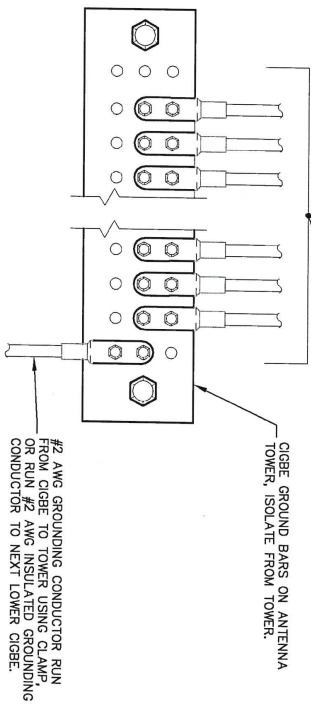 CIGBE GROUND BARS ON ANTENNA
TOWER, ISOLATE FROM TOWER.
#2 AWG GROUNDING CONDUCTOR RUN
FROM CIGBE TO TOWER USING CLAMP,
OR RUN #2 AWG INSULATED GROUNDING
CONDUCTOR TO NEXT LOWER CIGBE.